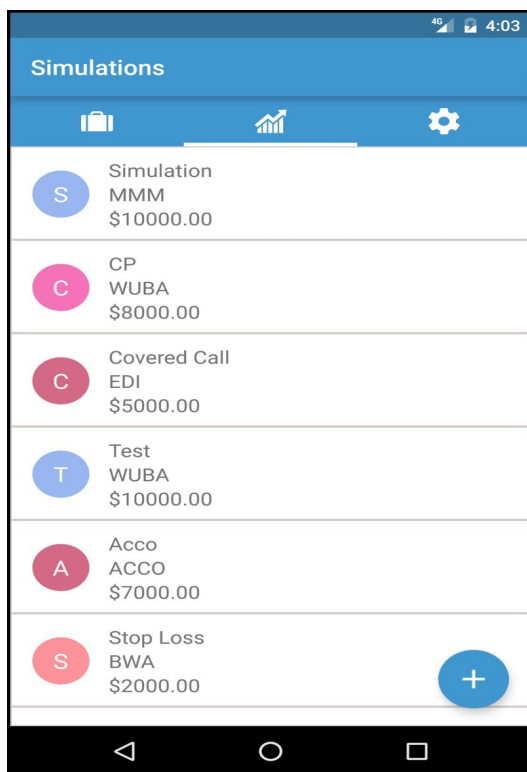 4G 4:03
Simulations
S
Simulation
MMM
$10000.00
C
CP
WUBA
$8000.00
C
Covered Call
EDI
$5000.00
T
Test
WUBA
$10000.00
A
Acco
ACCO
$7000.00
S
Stop Loss
BWA
$2000.00
+